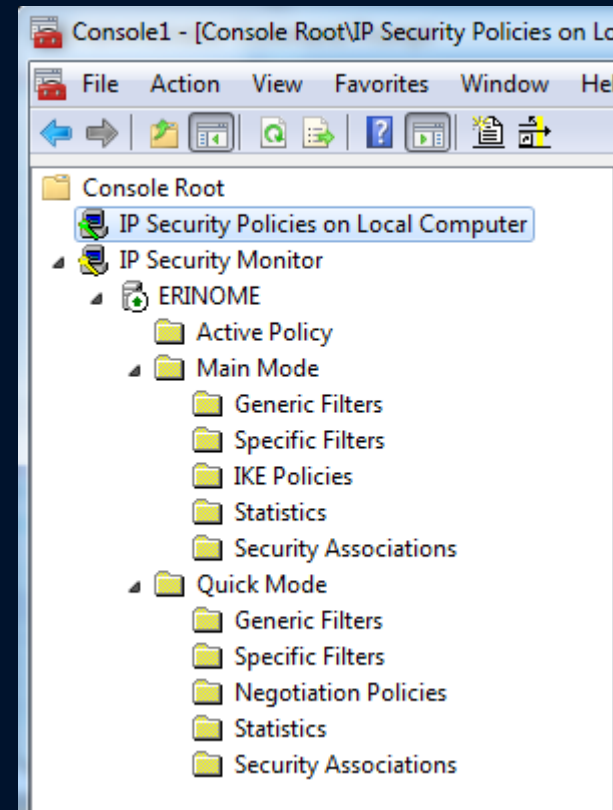 Console1 - [Console Root\IP Security Policies on Lo
File Action View Favorites Window Hel
Console Root
IP Security Policies on Local Computer
IP Security Monitor
ERINOME
Active Policy
Main Mode
Generic Filters
Specific Filters
IKE Policies
Statistics
Security Associations
Quick Mode
Generic Filters
Specific Filters
Negotiation Policies
Statistics
Security Associations